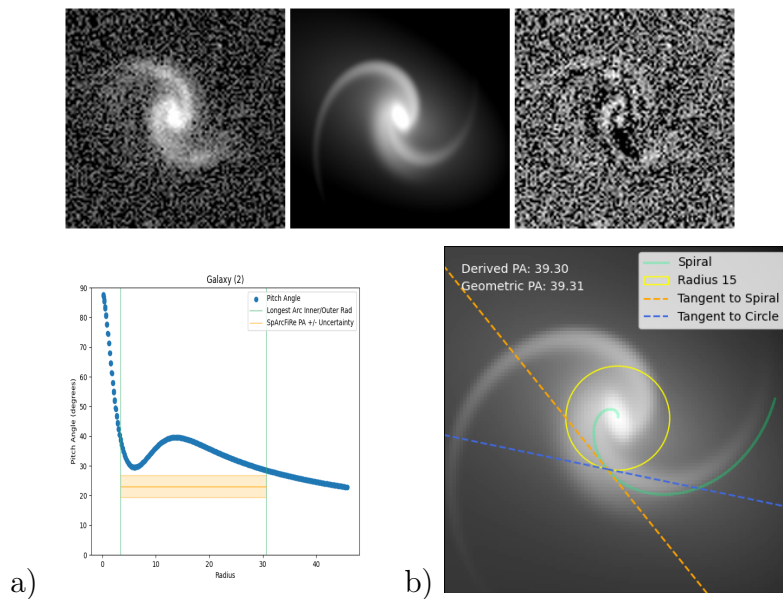 Galaxy (2)
Pitch Angle
Longest Arc Inner/Outer Rad
SpArcFiRe PA +/- Uncertainty
Pitch Angle (degrees)
90
80
70
60
50
40
30
20
10
0
0
10
20
30
40
Radius
a)
Derived PA: 39.30
Geometric PA: 39.31
Spiral
Radius 15
Tangent to Spiral
Tangent to Circle
b)